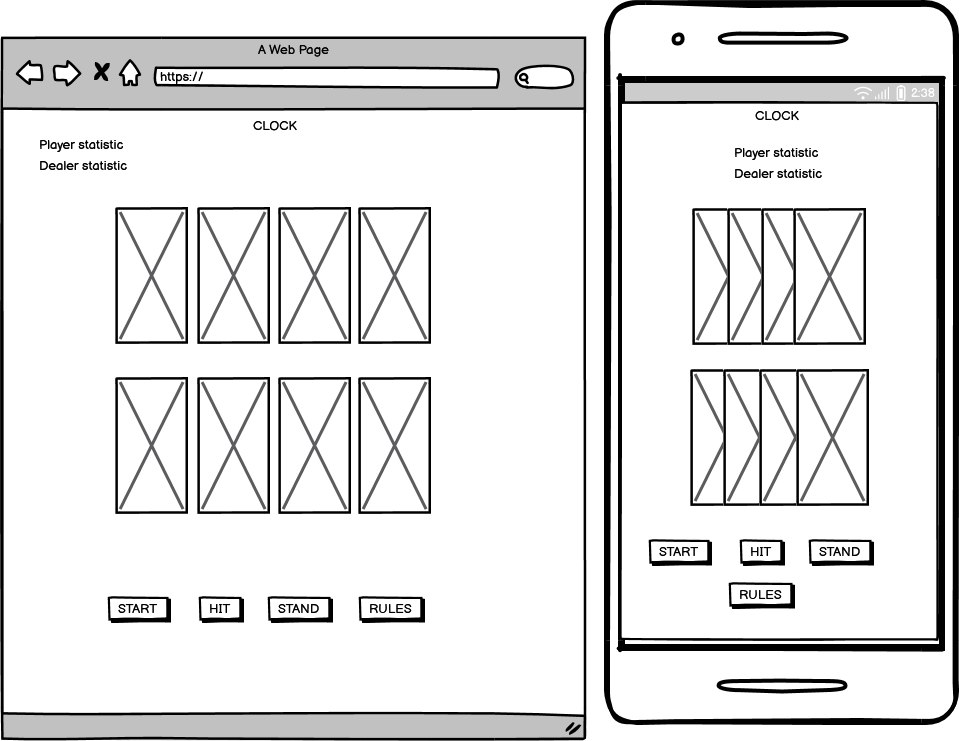 A Web Page
https://
CLOCK
Player statistic
Dealer statistic
START HIT STAND RULES
2:38
CLOCK
Player statistic
Dealer statistic
START HIT STAND
RULES